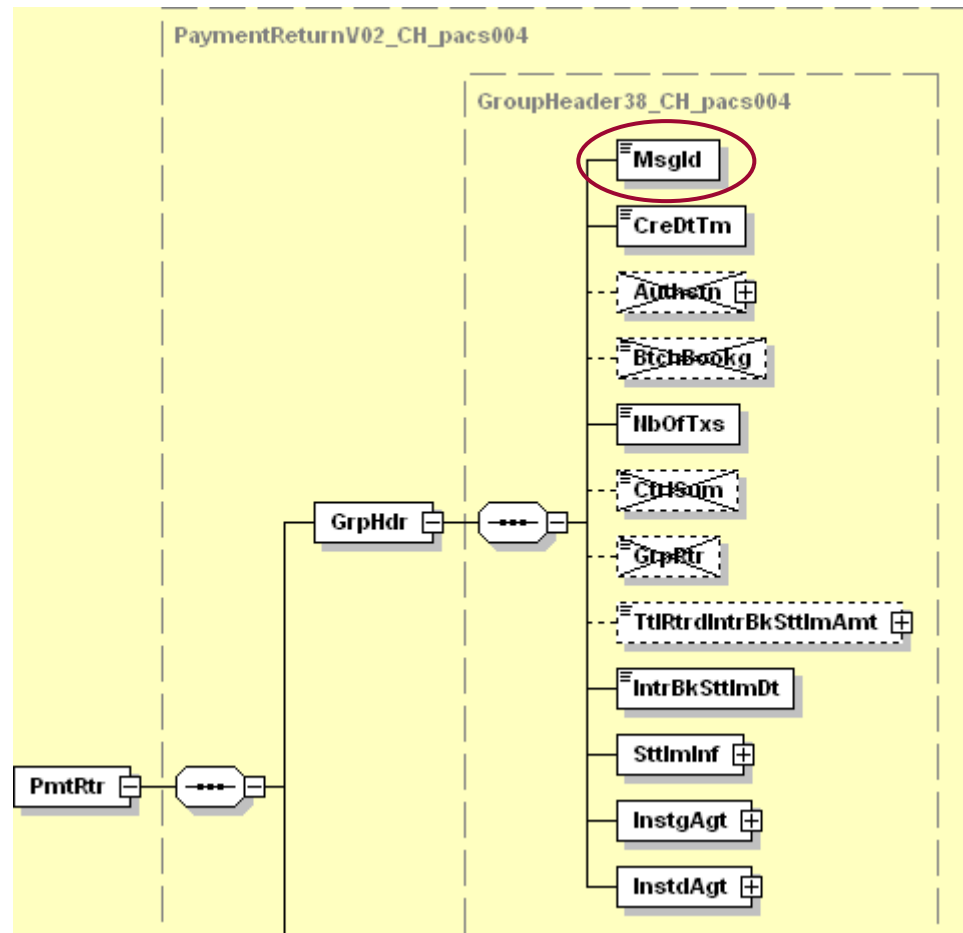 PaymentReturnV02_CH_pacs004
GroupHeader38_CH_pacs004
MsgId
CreDtTm
Authstn
BtchBookg
NbOfTxs
CtrlSum
GrpHdr
GrpRtr
TtlRtrdIntrBkSttlmAmt
IntrBkSttlmDt
SttlmInf
PmtRtr
InstgAgt
InstdAgt